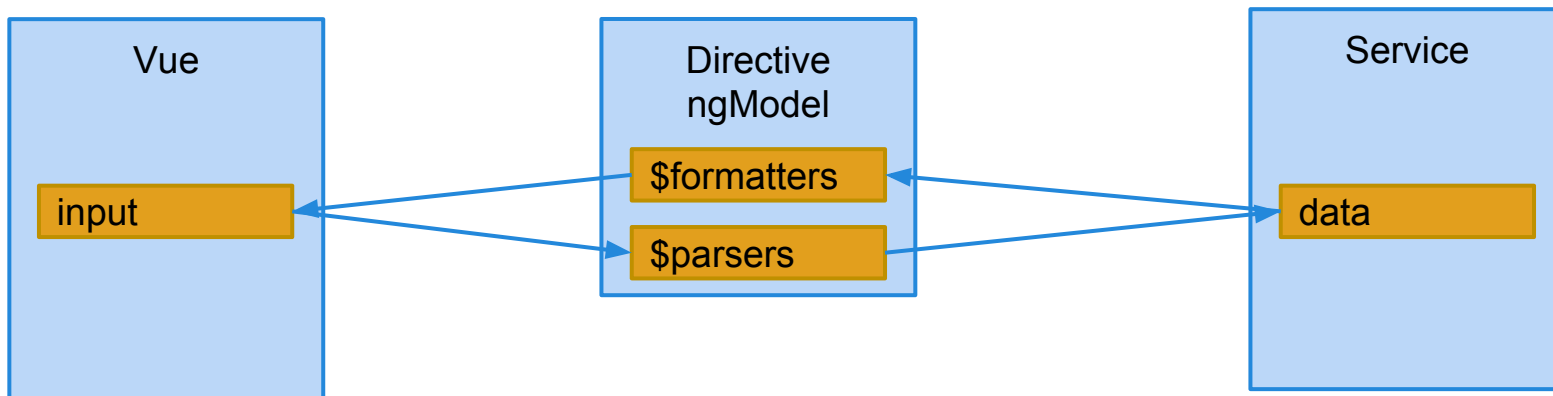 Vue
input
Directive
ngModel
$formatters
$parsers
Service
data